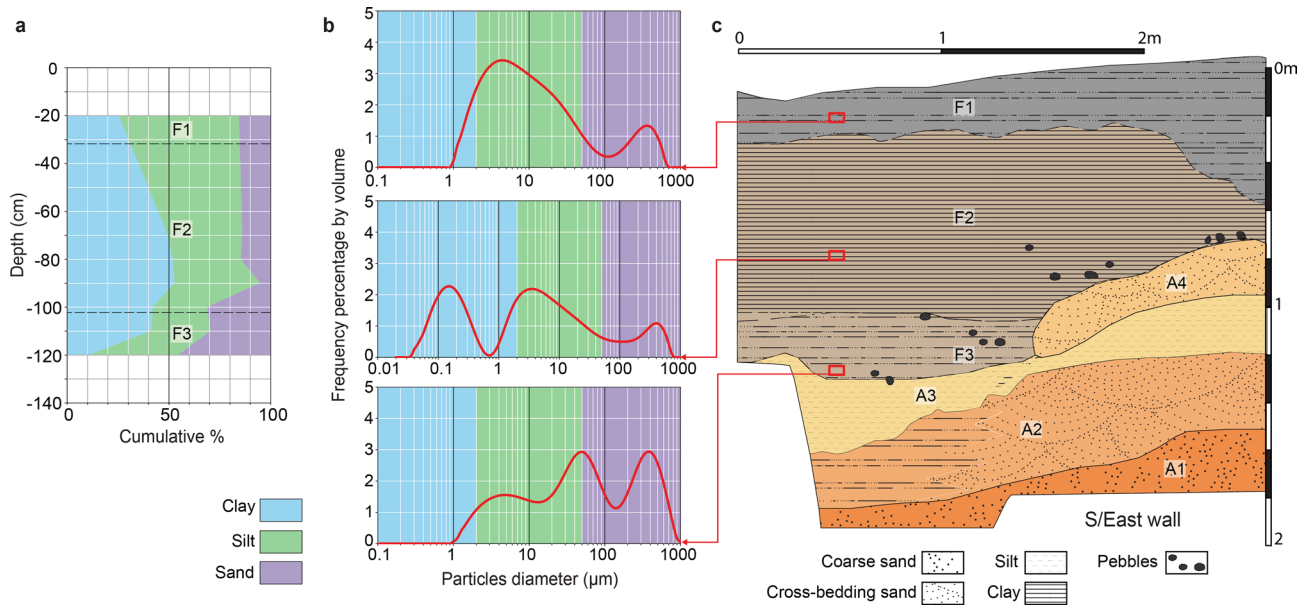 a
0
-20
-40
-60
-80
-100
-120
-140
Depth (cm)
F1
F2
F3
0 50 100
Cumulative %
Clay
Silt
Sand
b
Frequency percentage by volume
5
4
3
2
1
0
0.1 1 10 100 1000
5
4
3
2
1
0
0.01 0.1 1 10 100 1000
5
4
3
2
1
0
0.1 1 10 100 1000
Particles diameter (µm)
c
0 1 2m
0m
1
2
F1
F2
F3
A4
A3
A2
A1
S/East wall
Coarse sand Silt Pebbles
Cross-bedding sand Clay